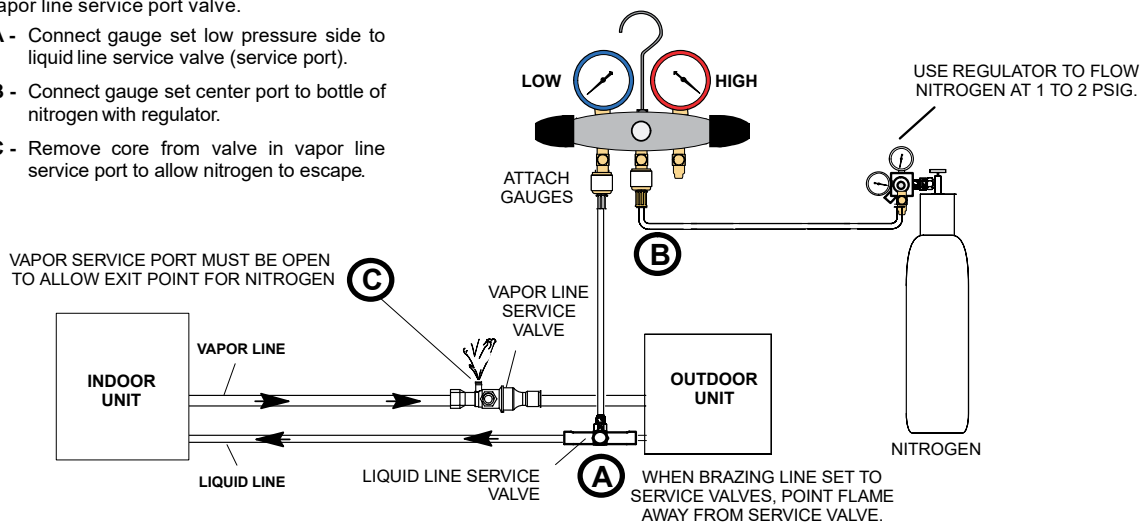 vapor line service port valve.
A - Connect gauge set low pressure side to
liquid line service valve (service port).
B - Connect gauge set center port to bottle of
nitrogen with regulator.
C - Remove core from valve in vapor line
service port to allow nitrogen to escape.
LOW
HIGH
USE REGULATOR TO FLOW
NITROGEN AT 1 TO 2 PSIG.
ATTACH
GAUGES
B
VAPOR SERVICE PORT MUST BE OPEN
TO ALLOW EXIT POINT FOR NITROGEN
C
VAPOR LINE
SERVICE
VALVE
INDOOR
UNIT
VAPOR LINE
OUTDOOR
UNIT
NITROGEN
LIQUID LINE
LIQUID LINE SERVICE
VALVE
A
WHEN BRAZING LINE SET TO
SERVICE VALVES, POINT FLAME
AWAY FROM SERVICE VALVE.